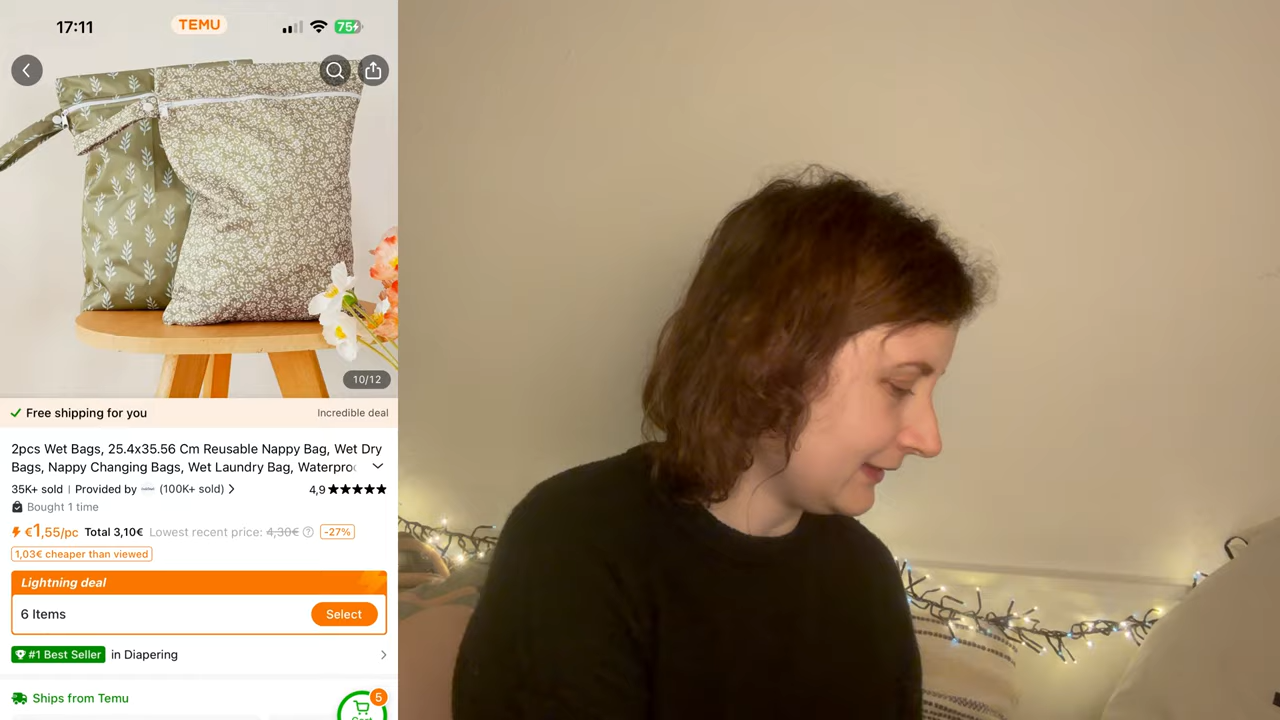 17:11
TEMU
75
10/12
Free shipping for you
Incredible deal
2pcs Wet Bags, 25.4x35.56 Cm Reusable Nappy Bag, Wet Dry
Bags, Nappy Changing Bags, Wet Laundry Bag, Waterpro
35K+ sold | Provided by (100K+ sold)
4,9
Bought 1 time
€1,55/pc Total 3,10€ Lowest recent price: 4,30€ -27%
1,03€ cheaper than viewed
Lightning deal
6 Items
Select
#1 Best Seller in Diapering
Ships from Temu
5